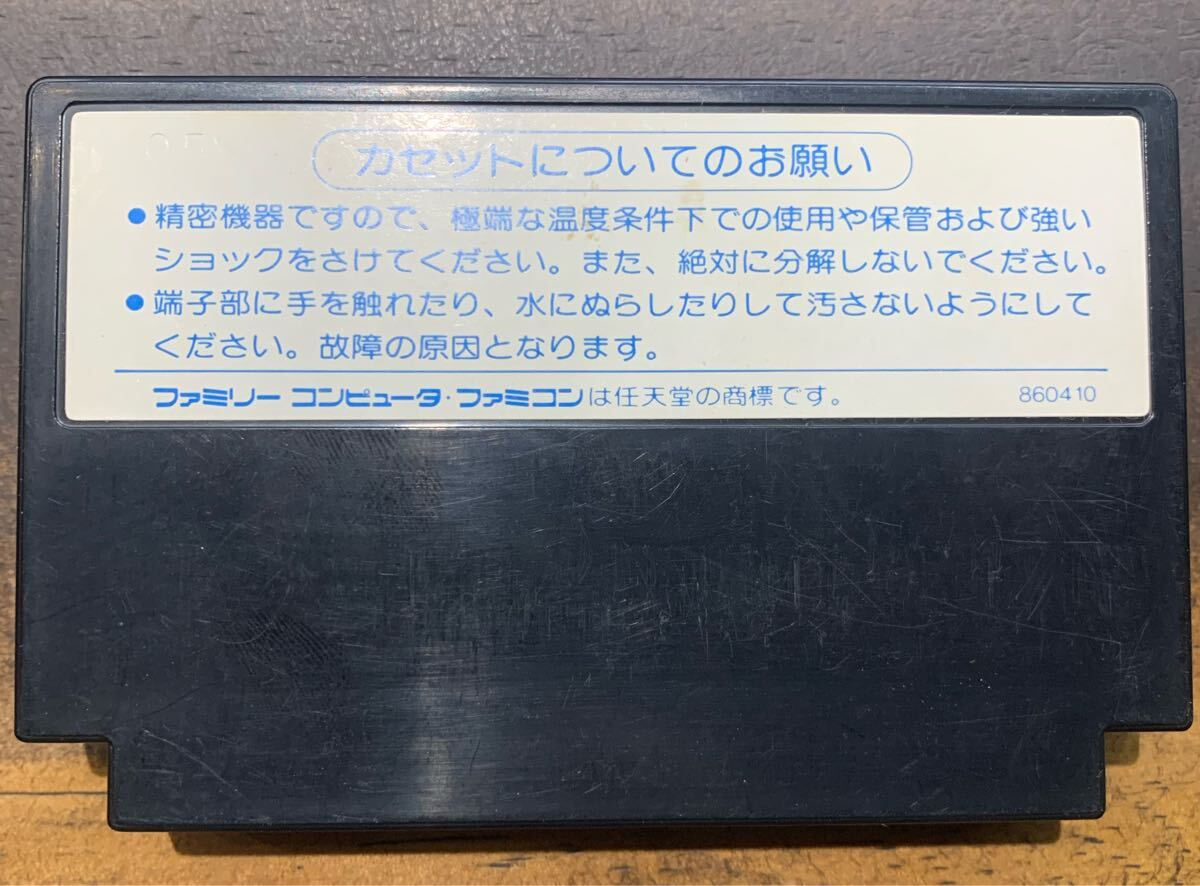 カセットについてのお願い
●精密機器ですので、極端な温度条件下での使用や保管および強い
ショックをさけてください。また、絶対に分解しないでください。
●端子部に手を触れたり、水にぬらしたりして汚さないようにして
ください。故障の原因となります。
ファミリー コンピュータ・ファミコンは任天堂の商標です。 860410